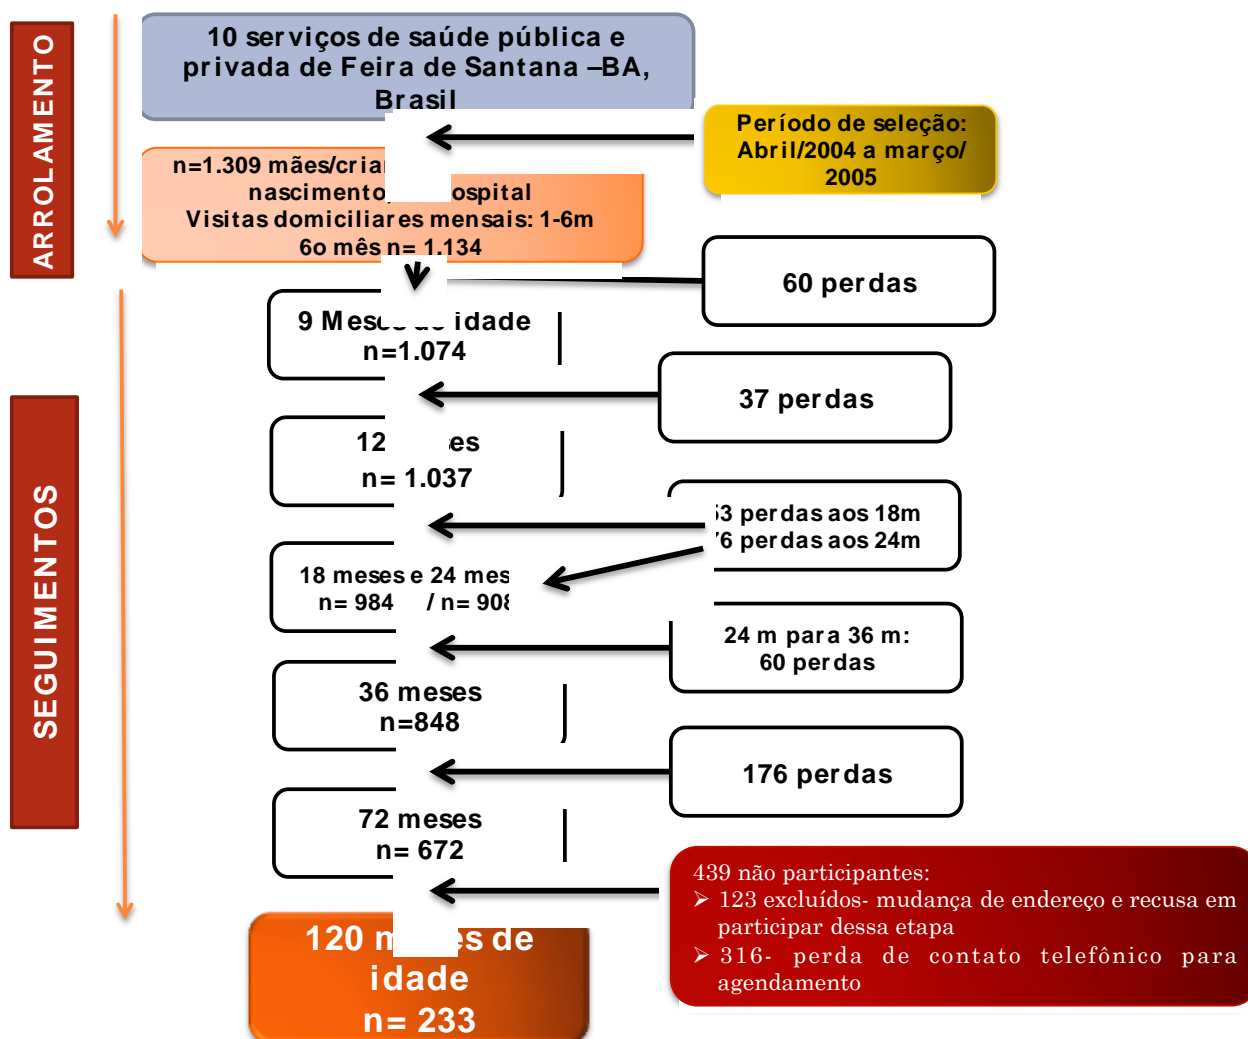 ARROLAMENTO
10 serviços de saúde pública e
privada de Feira de Santana –BA,
Brasil
Período de seleção:
Abril/2004 a março/
2005
n=1.309 mães/
nascimento,
Visitas domiciliares mensais: 1-6m
6o mês n= 1.134
60 perdas
9 Meses de idade
n=1.074
37 perdas
12
n= 1.037
SEGUIMENTOS
perdas aos 18m
perdas aos 24m
18 meses e 24
n= 984 / n= 908
24 m para 36 m:
60 perdas
36 meses
n=848
176 perdas
72 meses
n= 672
439 não participantes:
➢ 123 excluídos- mudança de endereço e recusa em
participar dessa etapa
➢ 316- perda de contato telefônico para
agendamento
120 meses de
idade
n= 233